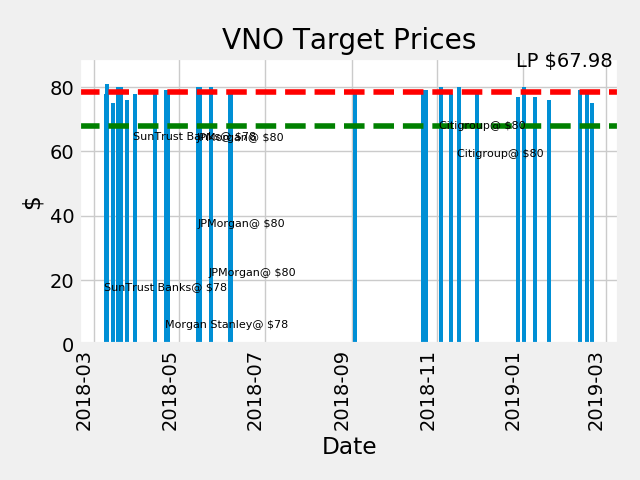 VNO Target Prices
LP $67.98
$
80
60
40
20
0
SunTrust Banks@ $78
JPMorgan@ $80
Citigroup@ $80
Citigroup@ $80
JPMorgan@ $80
JPMorgan@ $80
SunTrust Banks@ $78
Morgan Stanley@ $78
2018-03
2018-05
2018-07
2018-09
2018-11
2019-01
2019-03
Date